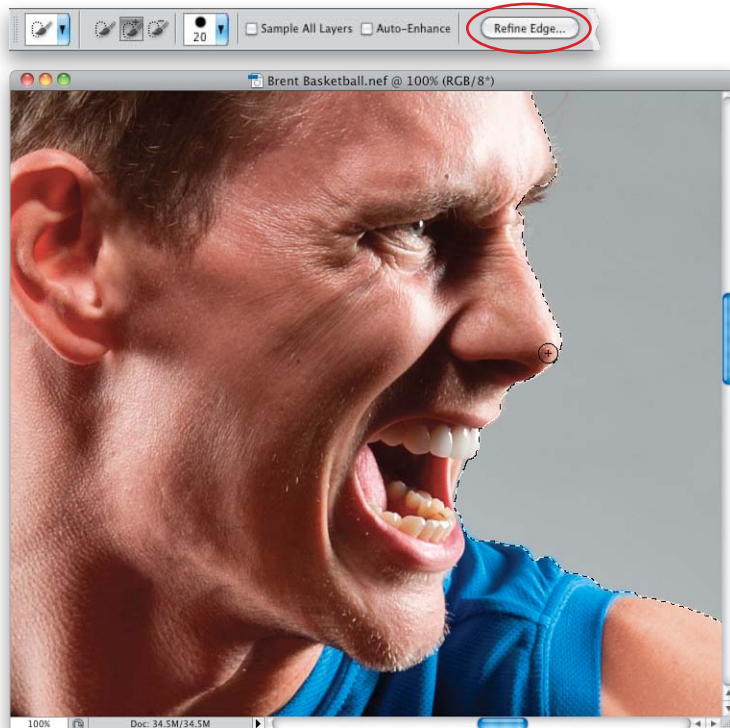 20 Sample All Layers Auto-Enhance Refine Edge...
Brent Basketball.nef @ 100% (RGB/8*)
100% Doc: 34.5M/34.5M